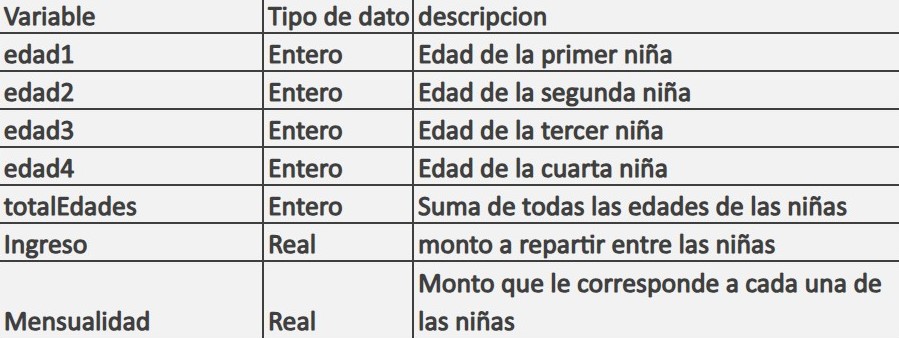 Variable Tipo de dato descripcion
edad1 Entero Edad de la primer niña
edad2 Entero Edad de la segunda niña
edad3 Entero Edad de la tercer niña
edad4 Entero Edad de la cuarta niña
totalEdades Entero Suma de todas las edades de las niñas
Ingreso Real monto a repartir entre las niñas
Monto que le corresponde a cada una de
Mensualidad Real las niñas